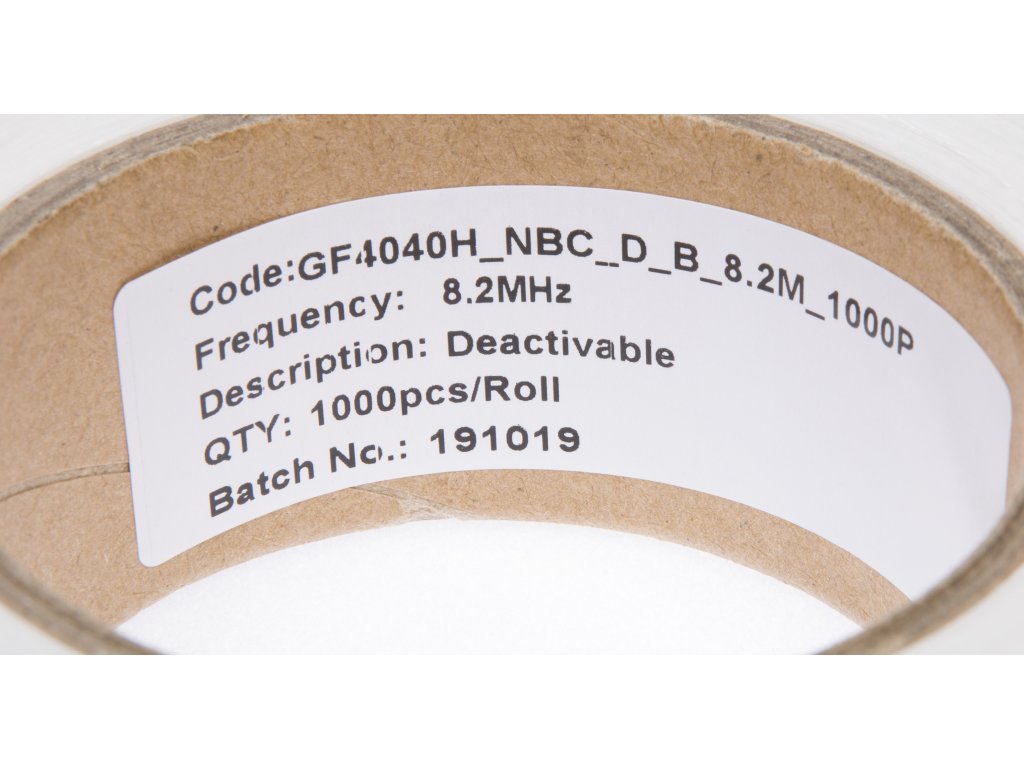 Code:GF4040H_NBC_D_B_8.2M_1000P
Frequency: 8.2MHz
Description: Deactivable
QTY: 1000pcs/Roll
Batch No.: 191019